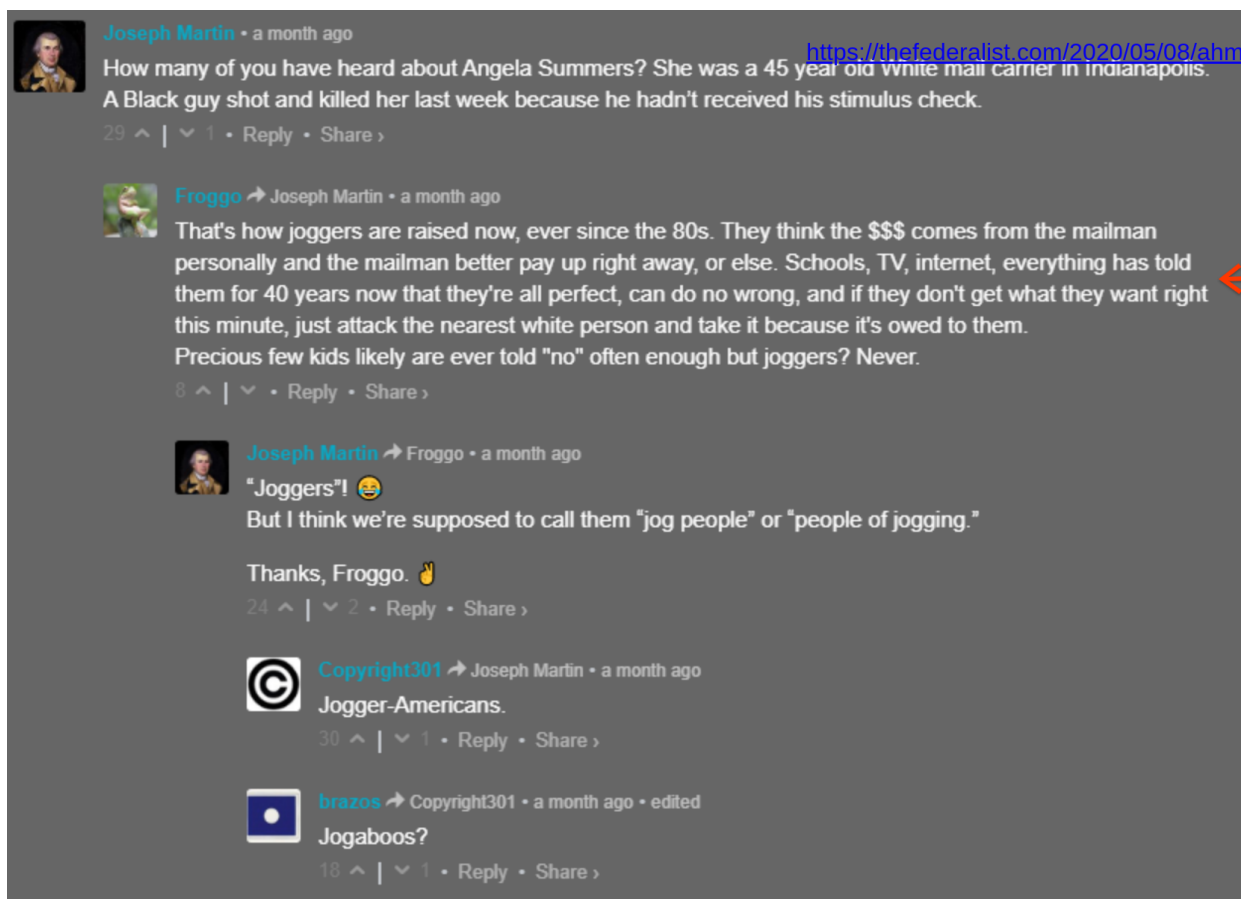 Joseph Martin • a month ago
https://thefederalist.com/2020/05/08/ahm
How many of you have heard about Angela Summers? She was a 45 year old White mail carrier in Indianapolis.
A Black guy shot and killed her last week because he hadn’t received his stimulus check.
29 | 1 • Reply • Share ›
Froggo Joseph Martin • a month ago
That's how joggers are raised now, ever since the 80s. They think the $$$ comes from the mailman
personally and the mailman better pay up right away, or else. Schools, TV, internet, everything has told
them for 40 years now that they're all perfect, can do no wrong, and if they don't get what they want right
this minute, just attack the nearest white person and take it because it's owed to them.
Precious few kids likely are ever told "no" often enough but joggers? Never.
8 | • Reply • Share ›
Joseph Martin Froggo • a month ago
“Joggers”! 😂
But I think we’re supposed to call them “jog people” or “people of jogging.”
Thanks, Froggo. ✌
24 | 2 • Reply • Share ›
Copyright301 Joseph Martin • a month ago
Jogger-Americans.
30 | 1 • Reply • Share ›
brazos Copyright301 • a month ago • edited
Jogaboos?
18 | 1 • Reply • Share ›